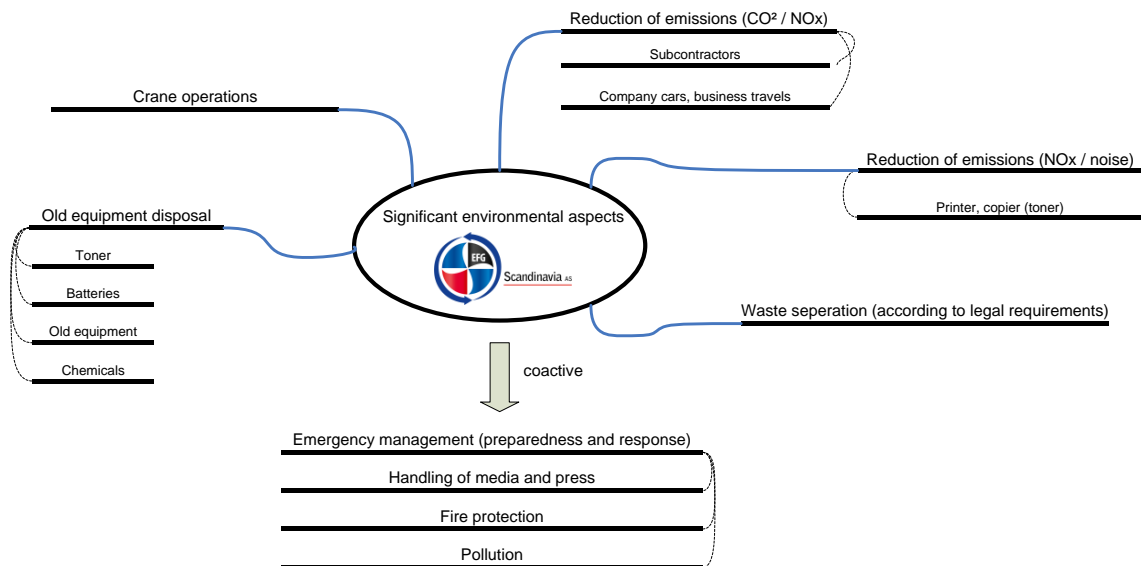 Reduction of emissions (CO² / NOx)
Subcontractors
Company cars, business travels
Crane operations
Reduction of emissions (NOx / noise)
Printer, copier (toner)
Significant environmental aspects
EFG
Scandinavia AS
Old equipment disposal
Toner
Batteries
Old equipment
Chemicals
Waste seperation (according to legal requirements)
coactive
Emergency management (preparedness and response)
Handling of media and press
Fire protection
Pollution